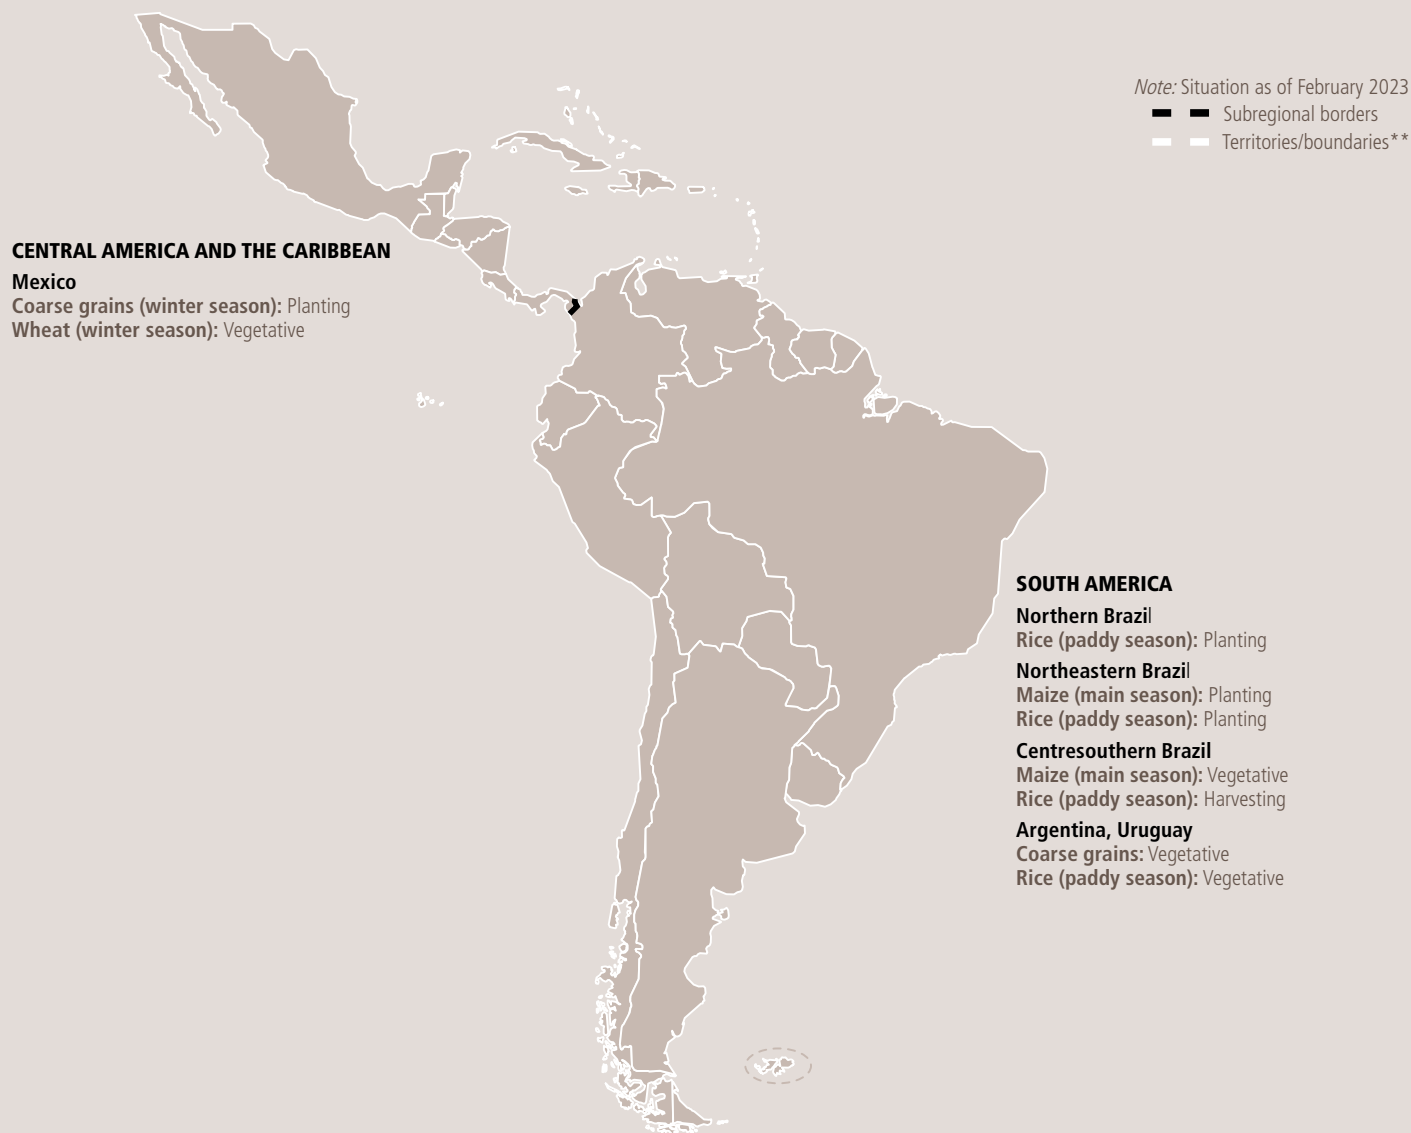 Note: Situation as of February 2023
Subregional borders
Territories/boundaries**
CENTRAL AMERICA AND THE CARIBBEAN
Mexico
Coarse grains (winter season): Planting
Wheat (winter season): Vegetative
SOUTH AMERICA
Northern Brazil
Rice (paddy season): Planting
Northeastern Brazil
Maize (main season): Planting
Rice (paddy season): Planting
Centresouthern Brazil
Maize (main season): Vegetative
Rice (paddy season): Harvesting
Argentina, Uruguay
Coarse grains: Vegetative
Rice (paddy season): Vegetative